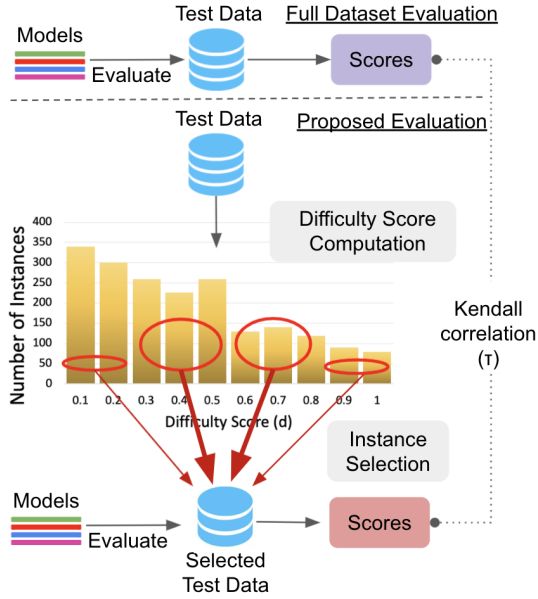 Test Data
Full Dataset Evaluation
Models
Evaluate
Scores
Test Data
Proposed Evaluation
Difficulty Score
Computation
Number of Instances
400
350
300
250
200
150
100
50
0
0.1 0.2 0.3 0.4 0.5 0.6 0.7 0.8 0.9 1
Difficulty Score (d)
Kendall
correlation
(τ)
Instance
Selection
Models
Evaluate
Scores
Selected
Test Data